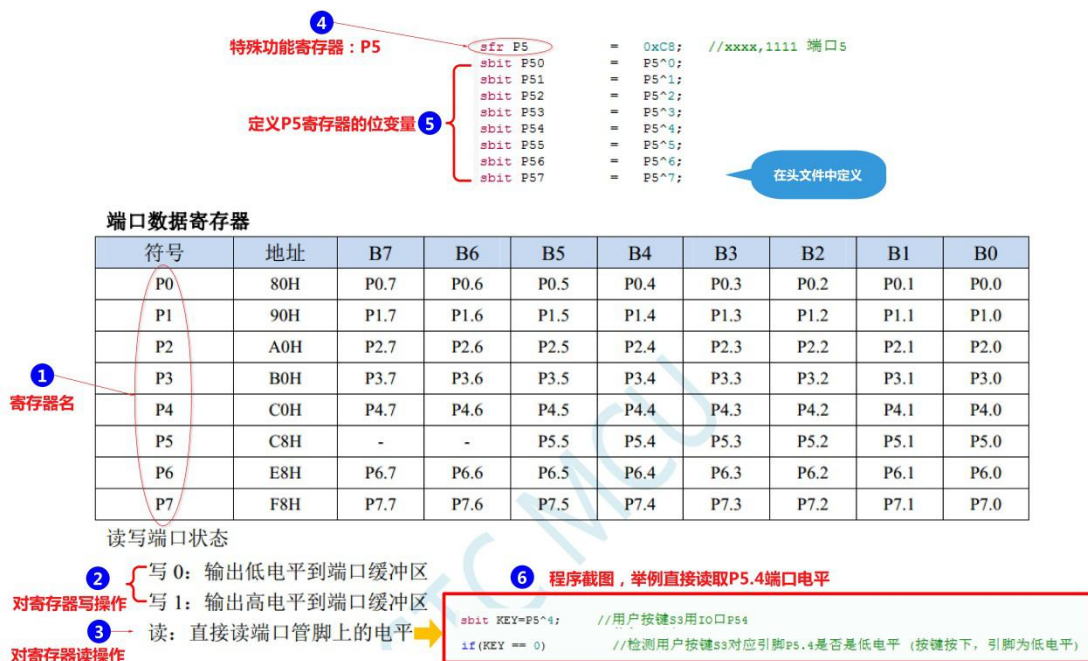 4
特殊功能寄存器：P5
sfr P5 = 0xC8; //xxxx,1111 端口5
sbit P50 = P5^0;
sbit P51 = P5^1;
sbit P52 = P5^2;
sbit P53 = P5^3;
sbit P54 = P5^4;
sbit P55 = P5^5;
sbit P56 = P5^6;
sbit P57 = P5^7;
定义P5寄存器的位变量 5
在头文件中定义
端口数据寄存器
符号 地址 B7 B6 B5 B4 B3 B2 B1 B0
P0 80H P0.7 P0.6 P0.5 P0.4 P0.3 P0.2 P0.1 P0.0
P1 90H P1.7 P1.6 P1.5 P1.4 P1.3 P1.2 P1.1 P1.0
P2 A0H P2.7 P2.6 P2.5 P2.4 P2.3 P2.2 P2.1 P2.0
P3 B0H P3.7 P3.6 P3.5 P3.4 P3.3 P3.2 P3.1 P3.0
P4 C0H P4.7 P4.6 P4.5 P4.4 P4.3 P4.2 P4.1 P4.0
P5 C8H - - P5.5 P5.4 P5.3 P5.2 P5.1 P5.0
P6 E8H P6.7 P6.6 P6.5 P6.4 P6.3 P6.2 P6.1 P6.0
P7 F8H P7.7 P7.6 P7.5 P7.4 P7.3 P7.2 P7.1 P7.0
1
寄存器名
STC MCU
读写端口状态
2
对寄存器写操作
写 0：输出低电平到端口缓冲区
写 1：输出高电平到端口缓冲区
3
对寄存器读操作
读：直接读端口管脚上的电平
6 程序截图，举例直接读取P5.4端口电平
sbit KEY=P5^4; //用户按键S3用IO口P54
if(KEY == 0) //检测用户按键S3对应引脚P5.4是否是低电平 (按键按下，引脚为低电平)